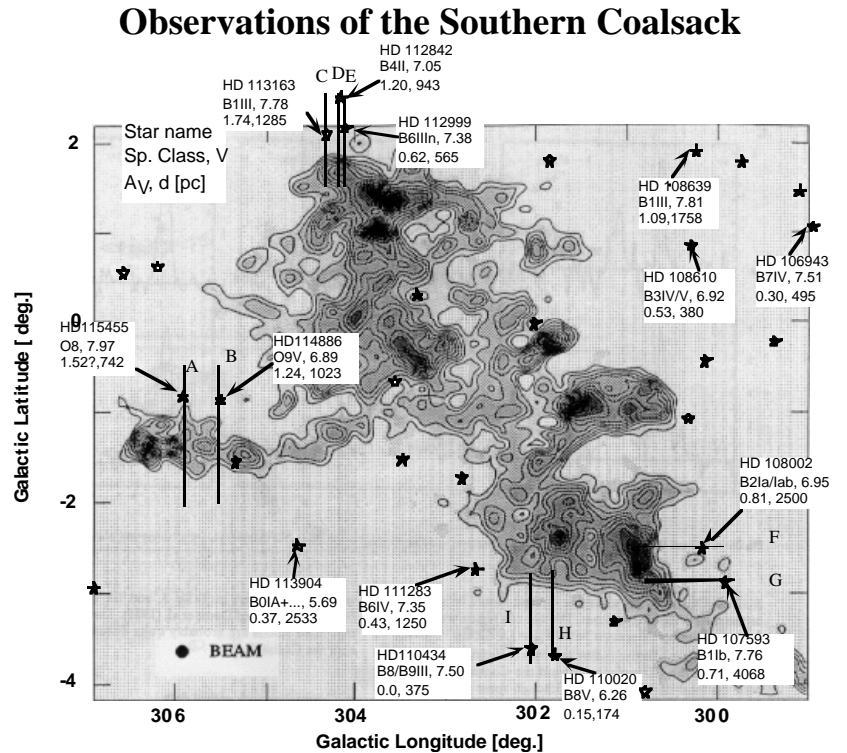 Observations of the Southern Coalsack
HD 112842
B4II, 7.05
1.20, 943
C D E
HD 113163
B1III, 7.78
1.74,1285
HD 112999
B6IIIn, 7.38
0.62, 565
Star name
Sp. Class, V
AV, d [pc]
HD 108639
B1III, 7.81
1.09,1758
HD 106943
B7IV, 7.51
0.30, 495
HD 108610
B3IV/V, 6.92
0.53, 380
HD115455
O8, 7.97
1.52?,742
A
B
HD114886
O9V, 6.89
1.24, 1023
HD 108002
B2Ia/Iab, 6.95
0.81, 2500
F
G
HD 113904
B0IA+..., 5.69
0.37, 2533
HD 111283
B6IV, 7.35
0.43, 1250
I
H
HD110434
B8/B9III, 7.50
0.0, 375
HD 110020
B8V, 6.26
0.15,174
HD 107593
B1Ib, 7.76
0.71, 4068
BEAM
2
0
-2
-4
Galactic Latitude [ deg.]
306 304 302 300
Galactic Longitude [deg.]